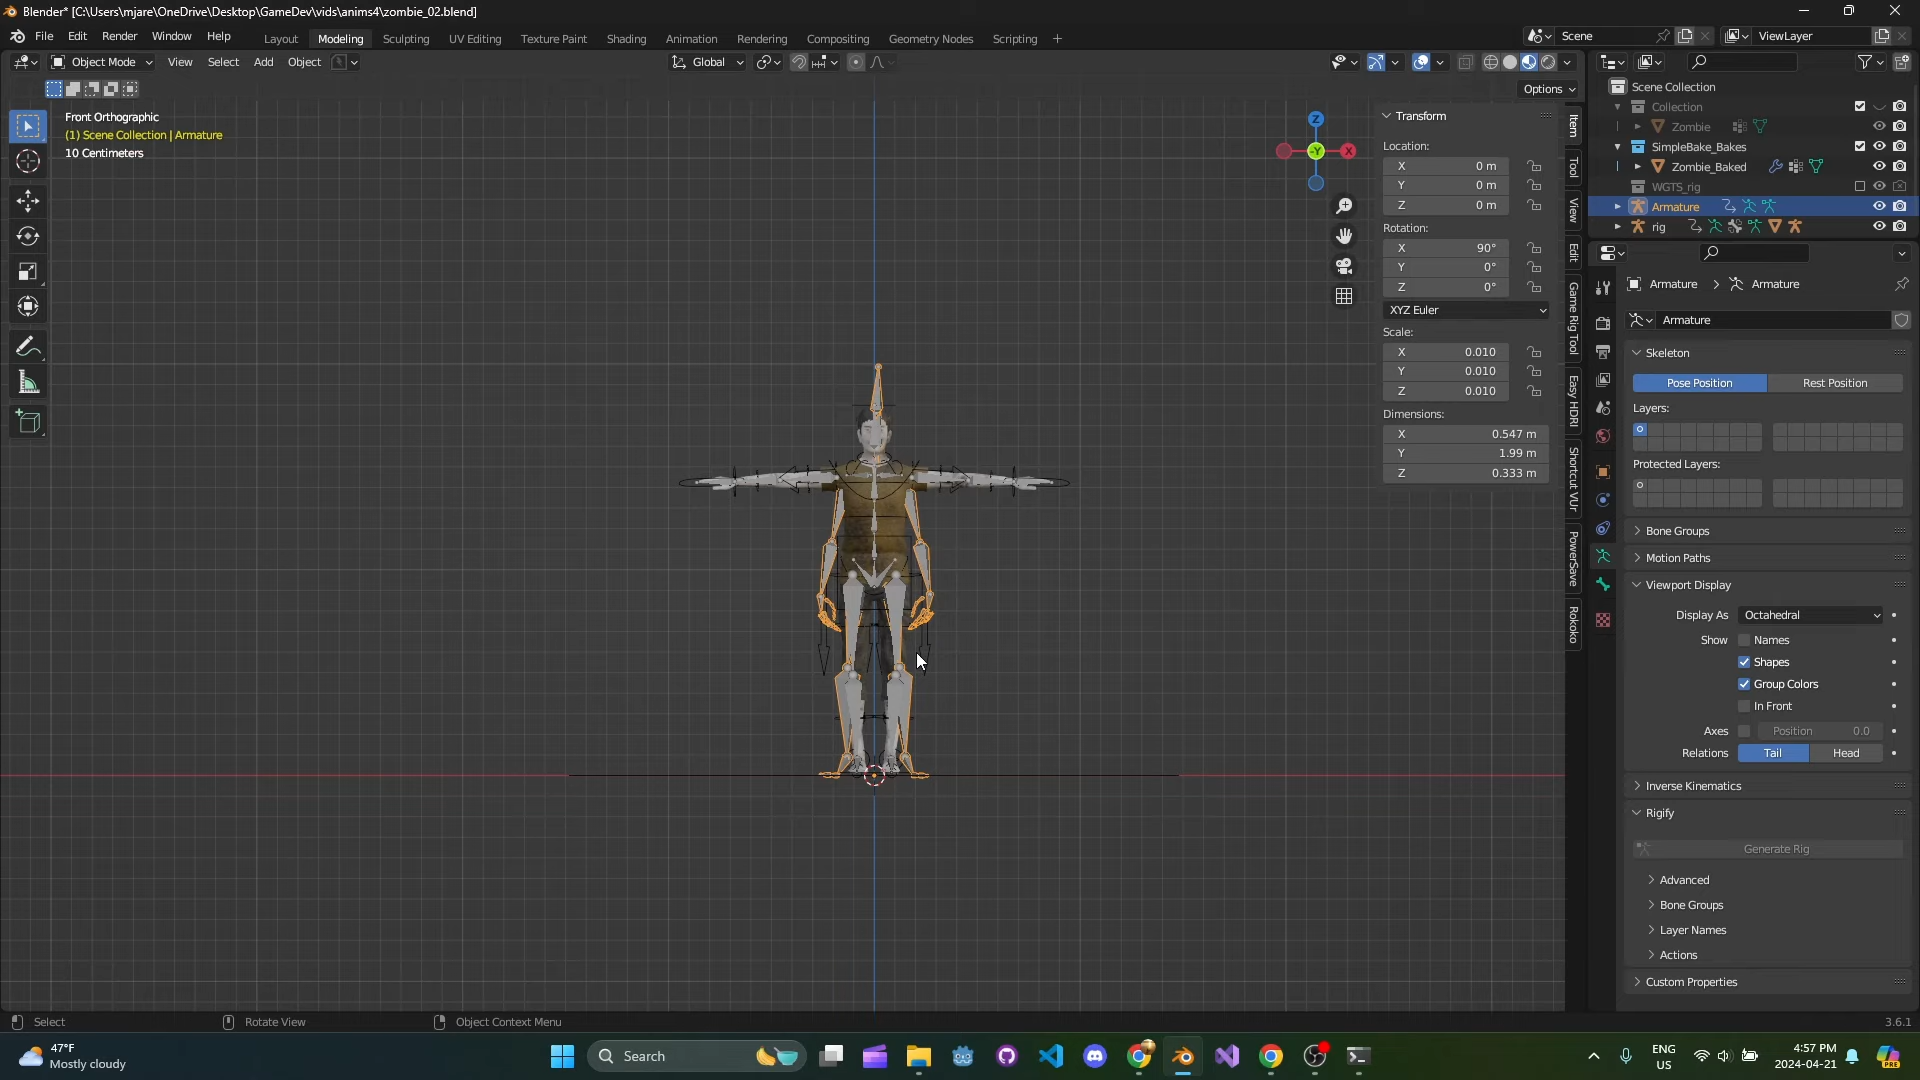 Blender* [C:\Users\mjare\OneDrive\Desktop\GameDev\vids\anims4\zombie_02.blend]
File Edit Render Window Help
Layout Modeling Sculpting UV Editing Texture Paint Shading Animation Rendering Compositing Geometry Nodes Scripting +
Scene
ViewLayer
Object Mode View Select Add Object
Global
Options
Front Orthographic
(1) Scene Collection | Armature
10 Centimeters
Z
-Y
X
Transform
Location:
X 0 m
Y 0 m
Z 0 m
Rotation:
X 90°
Y 0°
Z 0°
XYZ Euler
Scale:
X 0.010
Y 0.010
Z 0.010
Dimensions:
X 0.547 m
Y 1.99 m
Z 0.333 m
Item
Tool
View
Edit
Game Rig Tool
Easy HDRI
Shortcut VUr
PowerSave
Rokoko
Scene Collection
Collection
Zombie
SimpleBake_Bakes
Zombie_Baked
WGTS_rig
Armature
rig
Armature > Armature
Armature
Skeleton
Pose Position Rest Position
Layers:
Protected Layers:
Bone Groups
Motion Paths
Viewport Display
Display As Octahedral
Show Names
Shapes
Group Colors
In Front
Axes Position 0.0
Relations Tail Head
Inverse Kinematics
Rigify
Generate Rig
Advanced
Bone Groups
Layer Names
Actions
Custom Properties
Select Rotate View Object Context Menu
3.6.1
47°F
Mostly cloudy
Search
ENG
US
4:57 PM
2024-04-21
PRE